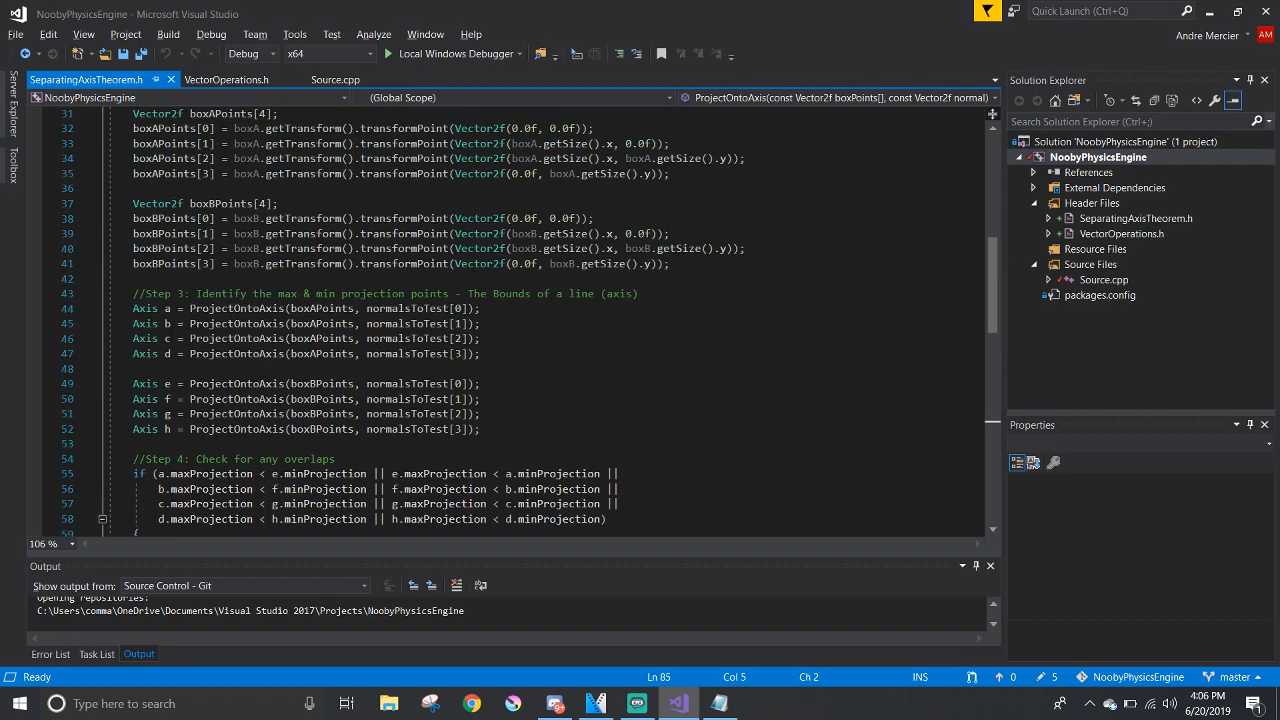 NoobyPhysicsEngine - Microsoft Visual Studio
Quick Launch (Ctrl+Q)
File Edit View Project Build Debug Team Tools Test Analyze Window Help
Andre Mercier AM
Debug x64 Local Windows Debugger
Server Explorer
Toolbox
SeparatingAxisTheorem.h VectorOperations.h Source.cpp
NoobyPhysicsEngine (Global Scope) ProjectOntoAxis(const Vector2f boxPoints[], const Vector2f normal)
31 Vector2f boxAPoints[4];
32 boxAPoints[0] = boxA.getTransform().transformPoint(Vector2f(0.0f, 0.0f));
33 boxAPoints[1] = boxA.getTransform().transformPoint(Vector2f(boxA.getSize().x, 0.0f));
34 boxAPoints[2] = boxA.getTransform().transformPoint(Vector2f(boxA.getSize().x, boxA.getSize().y));
35 boxAPoints[3] = boxA.getTransform().transformPoint(Vector2f(0.0f, boxA.getSize().y));
36
37 Vector2f boxBPoints[4];
38 boxBPoints[0] = boxB.getTransform().transformPoint(Vector2f(0.0f, 0.0f));
39 boxBPoints[1] = boxB.getTransform().transformPoint(Vector2f(boxB.getSize().x, 0.0f));
40 boxBPoints[2] = boxB.getTransform().transformPoint(Vector2f(boxB.getSize().x, boxB.getSize().y));
41 boxBPoints[3] = boxB.getTransform().transformPoint(Vector2f(0.0f, boxB.getSize().y));
42
43 //Step 3: Identify the max & min projection points - The Bounds of a line (axis)
44 Axis a = ProjectOntoAxis(boxAPoints, normalsToTest[0]);
45 Axis b = ProjectOntoAxis(boxAPoints, normalsToTest[1]);
46 Axis c = ProjectOntoAxis(boxAPoints, normalsToTest[2]);
47 Axis d = ProjectOntoAxis(boxAPoints, normalsToTest[3]);
48
49 Axis e = ProjectOntoAxis(boxBPoints, normalsToTest[0]);
50 Axis f = ProjectOntoAxis(boxBPoints, normalsToTest[1]);
51 Axis g = ProjectOntoAxis(boxBPoints, normalsToTest[2]);
52 Axis h = ProjectOntoAxis(boxBPoints, normalsToTest[3]);
53
54 //Step 4: Check for any overlaps
55 if (a.maxProjection < e.minProjection || e.maxProjection < a.minProjection ||
56 b.maxProjection < f.minProjection || f.maxProjection < b.minProjection ||
57 c.maxProjection < g.minProjection || g.maxProjection < c.minProjection ||
58 d.maxProjection < h.minProjection || h.maxProjection < d.minProjection)
59 {
106 %
Solution Explorer
Search Solution Explorer (Ctrl+;)
Solution 'NoobyPhysicsEngine' (1 project)
NoobyPhysicsEngine
References
External Dependencies
Header Files
SeparatingAxisTheorem.h
VectorOperations.h
Resource Files
Source Files
Source.cpp
packages.config
Properties
Output
Show output from: Source Control - Git
Opening repositories:
C:\Users\comma\OneDrive\Documents\Visual Studio 2017\Projects\NoobyPhysicsEngine
Error List Task List Output
Ready Ln 85 Col 5 Ch 2 INS 0 5 NoobyPhysicsEngine master
Type here to search
4:06 PM
6/20/2019